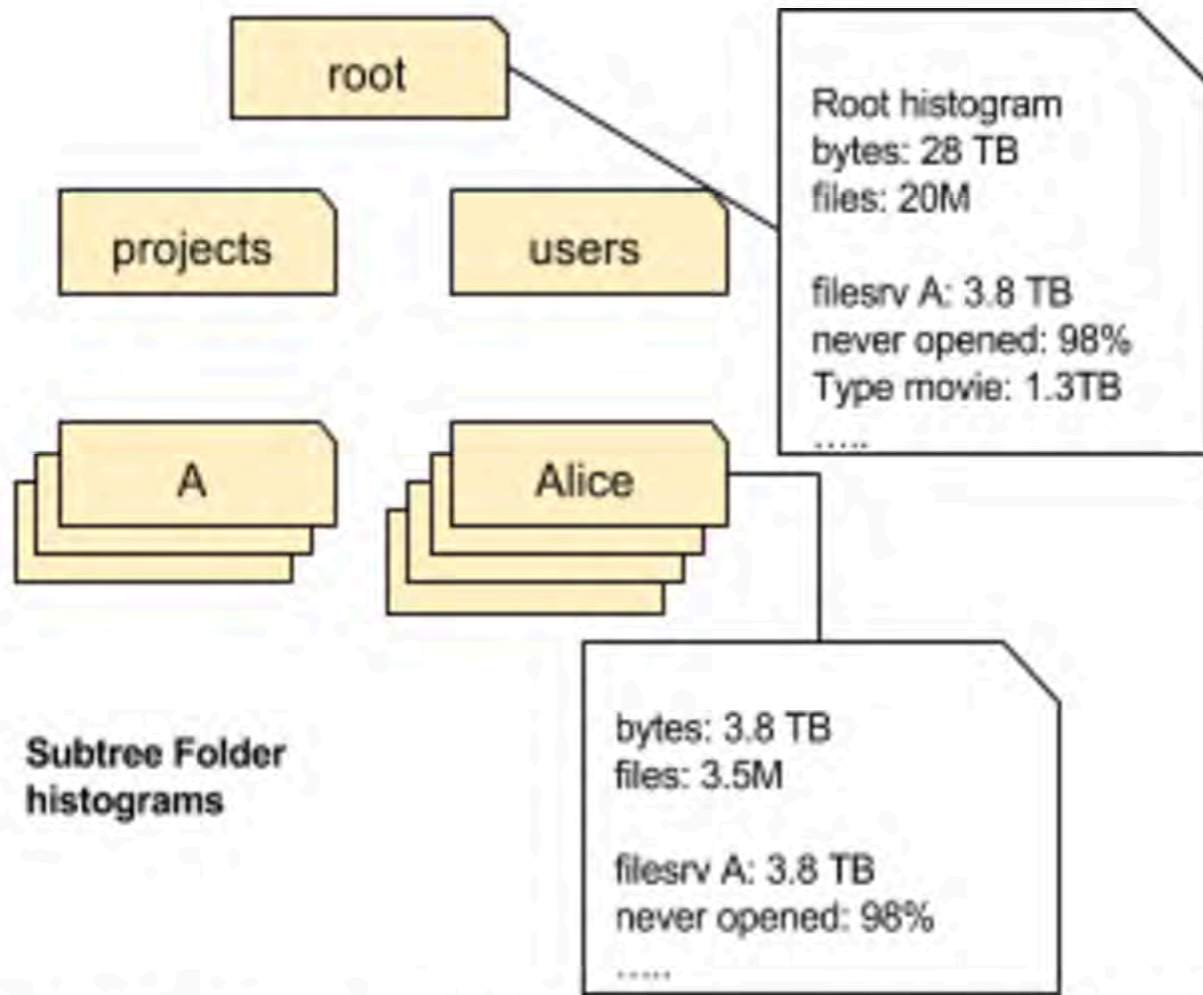 root
Root histogram
bytes: 28 TB
files: 20M
filesrv A: 3.8 TB
never opened: 98%
Type movie: 1.3TB
.....
projects
users
A
Alice
Subtree Folder
histograms
bytes: 3.8 TB
files: 3.5M
filesrv A: 3.8 TB
never opened: 98%
.....